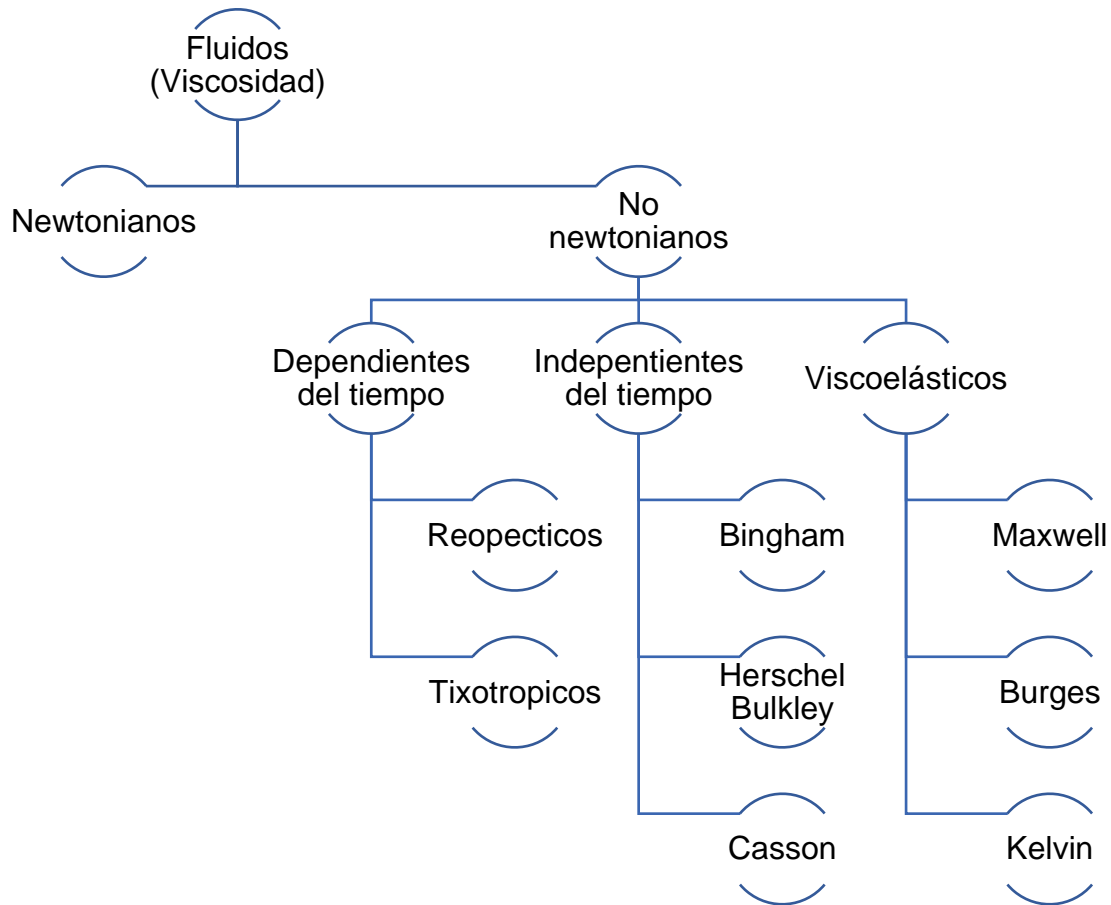 Fluidos
(Viscosidad)
Newtonianos
No
newtonianos
Dependientes
del tiempo
Indepentientes
del tiempo
Viscoelásticos
Reopecticos
Bingham
Maxwell
Tixotropicos
Herschel
Bulkley
Burges
Casson
Kelvin